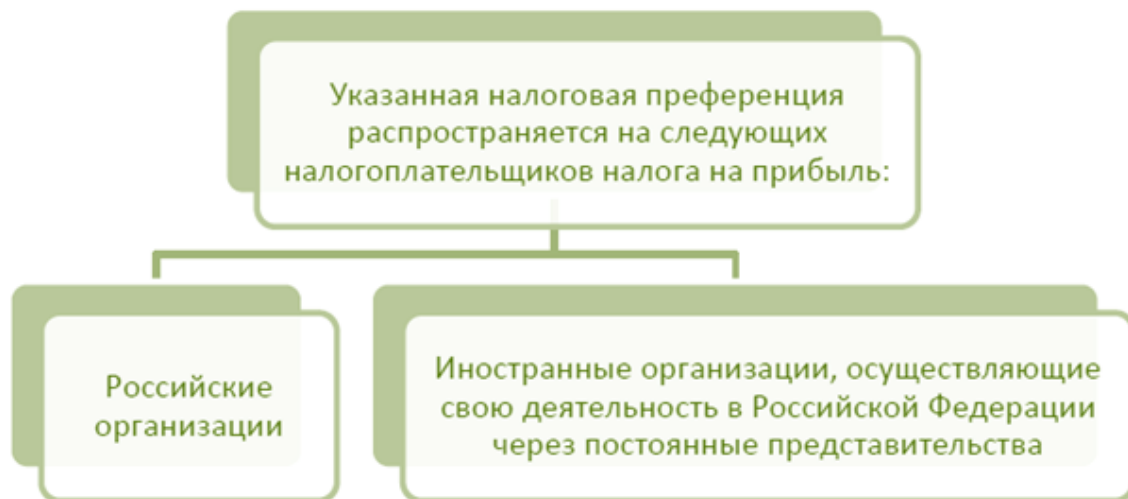 Указанная налоговая преференция
распространяется на следующих
налогоплательщиков налога на прибыль:
Российские
организации
Иностранные организации, осуществляющие
свою деятельность в Российской Федерации
через постоянные представительства